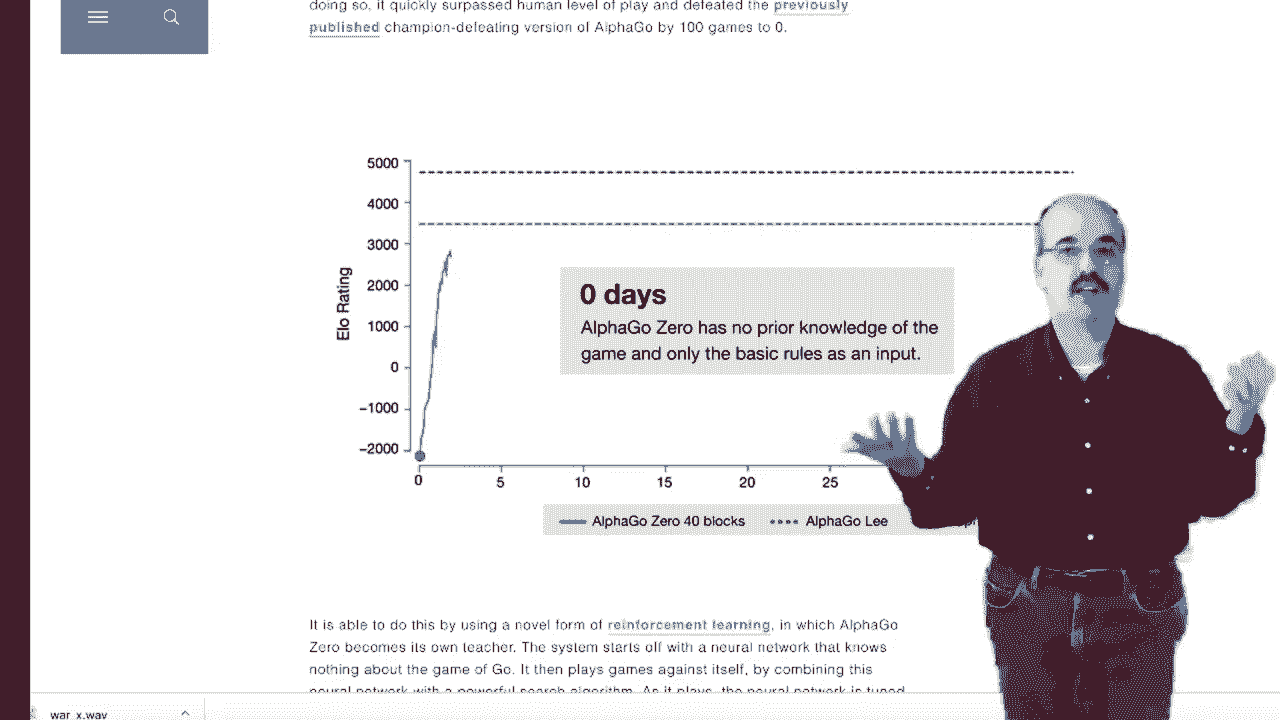 doing so, it quickly surpassed human level of play and defeated the previously
published champion-defeating version of AlphaGo by 100 games to 0.
5000
4000
3000
2000
1000
0
−1000
−2000
Elo Rating
0 days
AlphaGo Zero has no prior knowledge of the
game and only the basic rules as an input.
0 5 10 15 20 25
AlphaGo Zero 40 blocks AlphaGo Lee
It is able to do this by using a novel form of reinforcement learning, in which AlphaGo
Zero becomes its own teacher. The system starts off with a neural network that knows
nothing about the game of Go. It then plays games against itself, by combining this
neural network with a powerful search algorithm. As it plays, the neural network is tuned
war_x.wav